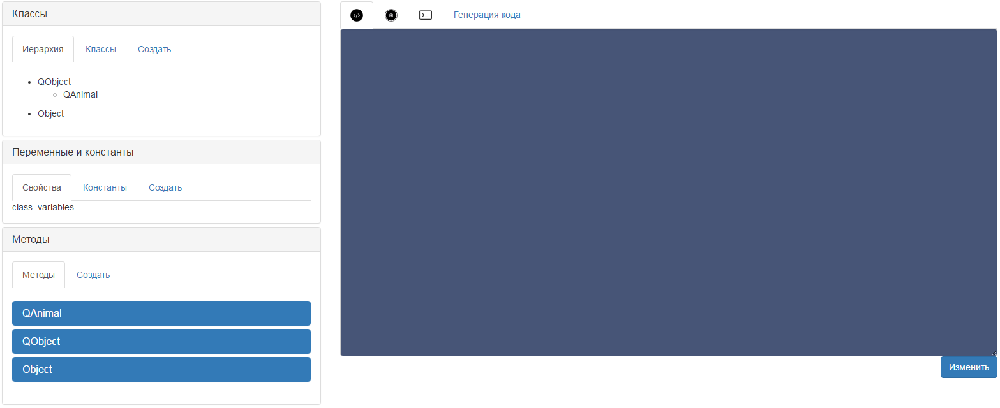 Классы
Иерархия Классы Создать
QObject
QAnimal
Object
Переменные и константы
Свойства Константы Создать
class_variables
Методы
Методы Создать
QAnimal
QObject
Object
Генерация кода
Изменить